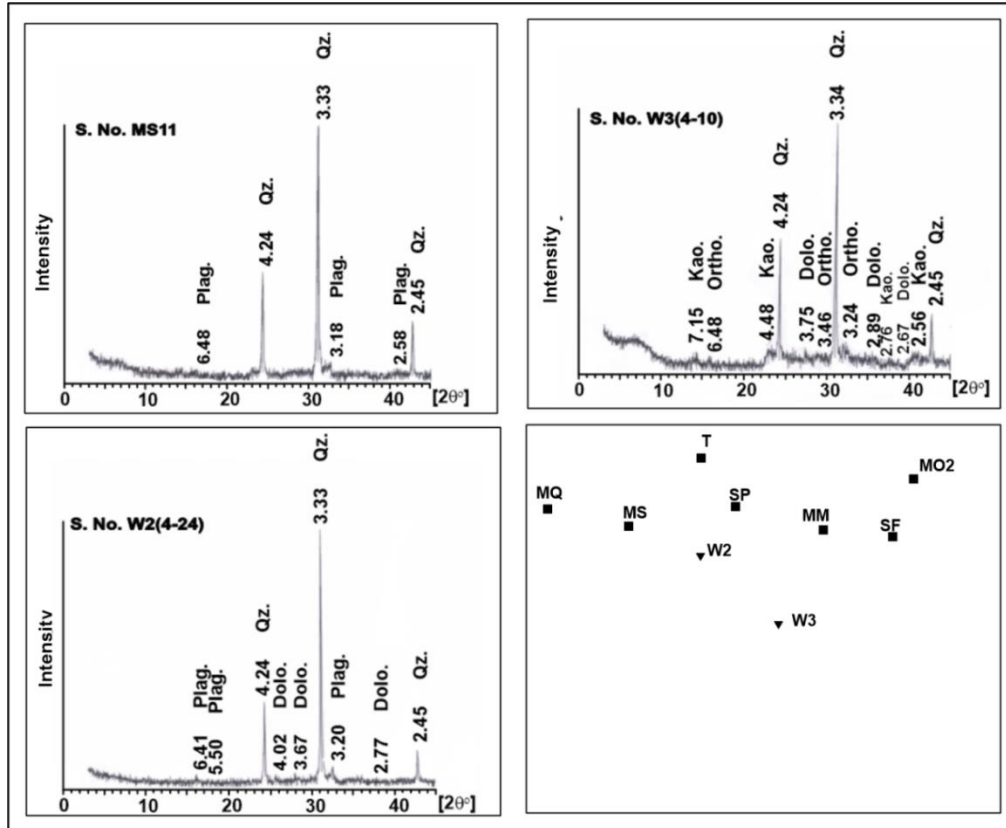 S. No. MS11
Intensity
6.48 Plag.
4.24 Qz.
3.33 Qz.
3.18 Plag.
2.58 Plag.
2.45 Qz.
0 10 20 30 40 [2θº]
S. No. W3(4-10)
Intensity
7.15 Kao.
6.48 Ortho.
4.48 Kao.
4.24 Qz.
3.75 Dolo.
3.46 Ortho.
3.34 Qz.
3.24 Ortho.
2.89 Dolo.
2.76 Kao.
2.67 Dolo.
2.56 Kao.
2.45 Qz.
0 10 20 30 40 [2θº]
S. No. W2(4-24)
Intensity
6.41 Plag.
5.50 Plag.
4.24 Qz.
4.02 Dolo.
3.67 Dolo.
3.33 Qz.
3.20 Plag.
2.77 Dolo.
2.45 Qz.
0 10 20 30 40 [2θº]
T
MO2
MQ
SP
MS
MM
SF
W2
W3